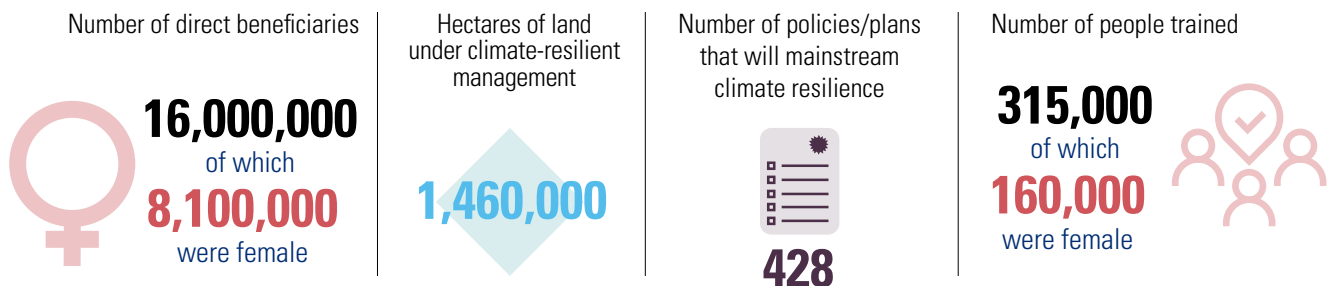 Number of direct beneficiaries
16,000,000
of which
8,100,000
were female
Hectares of land
under climate-resilient
management
1,460,000
Number of policies/plans
that will mainstream
climate resilience
428
Number of people trained
315,000
of which
160,000
were female